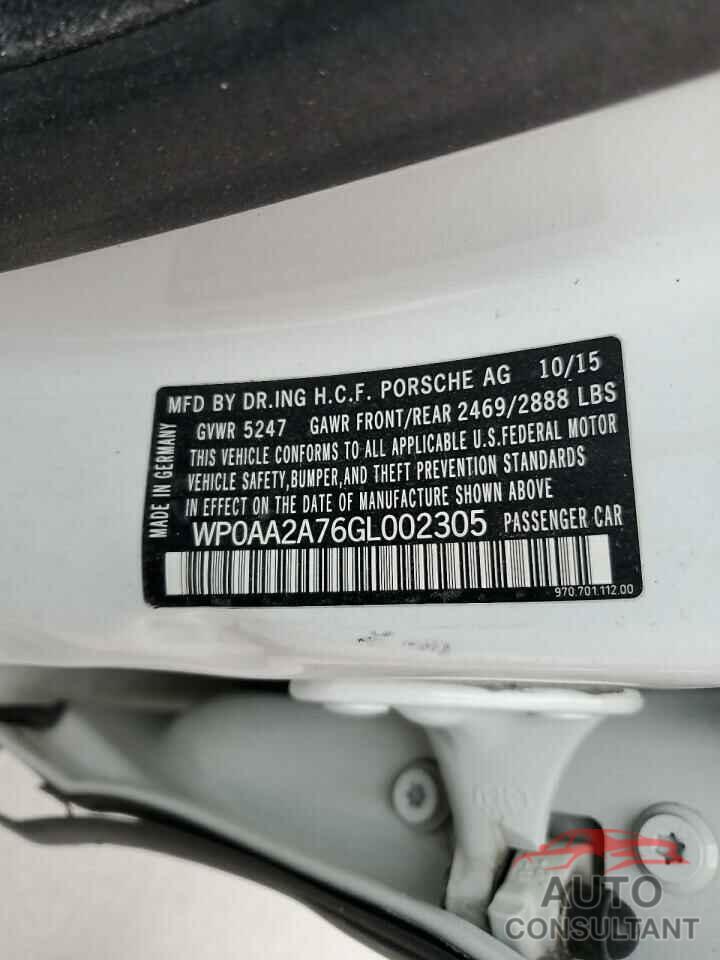 MFD BY DR.ING H.C.F. PORSCHE AG 10/15
GVWR 5247 GAWR FRONT/REAR 2469/2888 LBS
THIS VEHICLE CONFORMS TO ALL APPLICABLE U.S.FEDERAL MOTOR
VEHICLE SAFETY,BUMPER,AND THEFT PREVENTION STANDARDS
IN EFFECT ON THE DATE OF MANUFACTURE SHOWN ABOVE
WP0AA2A76GL002305 PASSENGER CAR
MADE IN GERMANY
970.701.112.00
AUTO
CONSULTANT